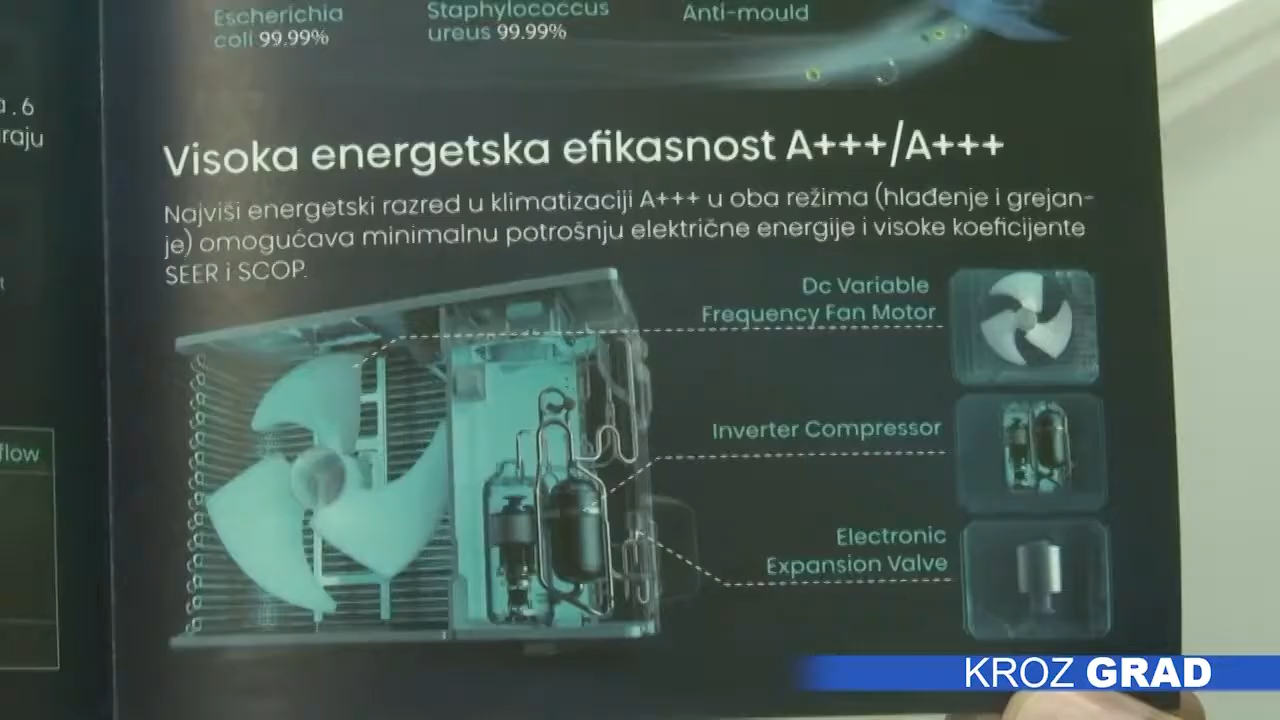 Escherichia
coli 99.99%
Staphylococcus
ureus 99.99%
Anti-mould
.6
raju
Visoka energetska efikasnost A+++/A+++
Najviši energetski razred u klimatizaciji A+++ u oba režima (hlađenje i grejan-
je) omogućava minimalnu potrošnju električne energije i visoke koeficijente
SEER i SCOP.
Dc Variable
Frequency Fan Motor
Inverter Compressor
Electronic
Expansion Valve
flow
KROZ GRAD